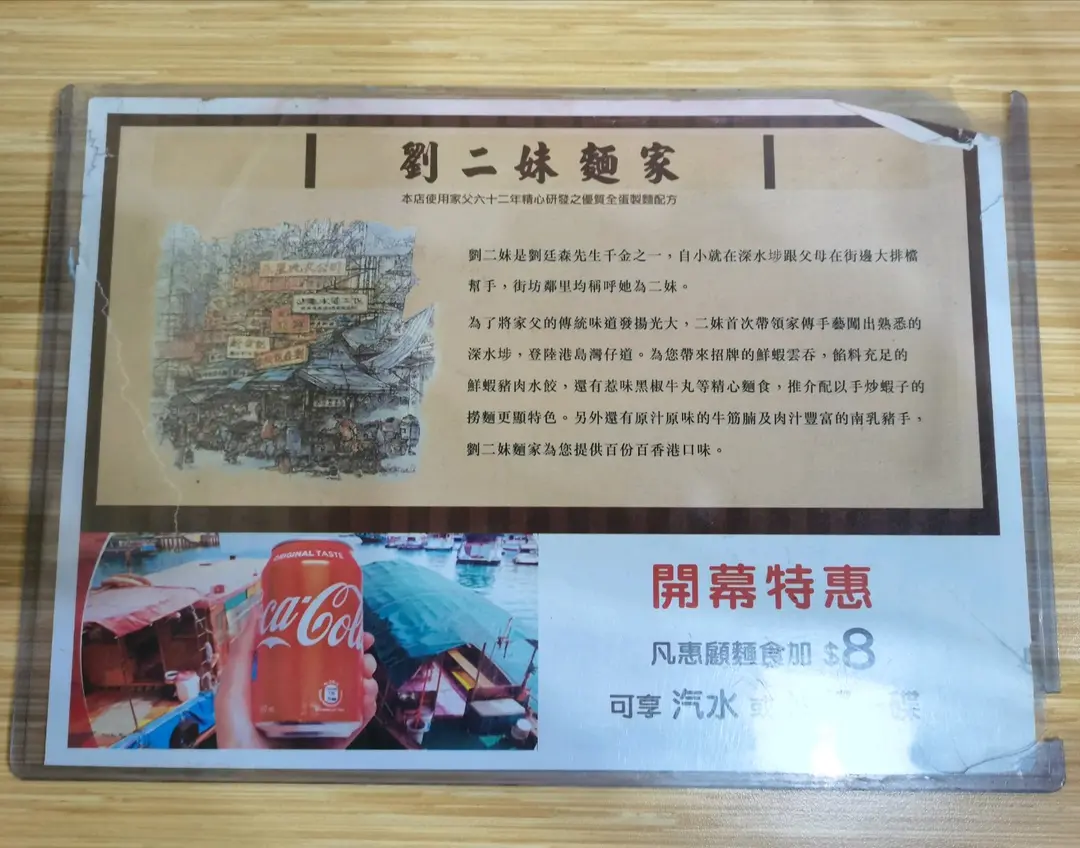 劉二妹麵家
本店使用家父六十二年精心研發之優質全蛋製麵配方
劉二妹是劉廷森先生千金之一，自小就在深水埗跟父母在街邊大排檔
幫手，街坊鄰里均稱呼她為二妹。
為了將家父的傳統味道發揚光大，二妹首次帶領家傳手藝闖出熟悉的
深水埗，登陸港島灣仔道。為您帶來招牌的鮮蝦雲吞，餡料充足的
鮮蝦豬肉水餃，還有惹味黑椒牛丸等精心麵食，推介配以手炒蝦子的
撈麵更顯特色。另外還有原汁原味的牛筋腩及肉汁豐富的南乳豬手，
劉二妹麵家為您提供百份百香港口味。
ORIGINAL TASTE
ca-Col
開幕特惠
凡惠顧麵食加 $8
可享 汽水 或 碟